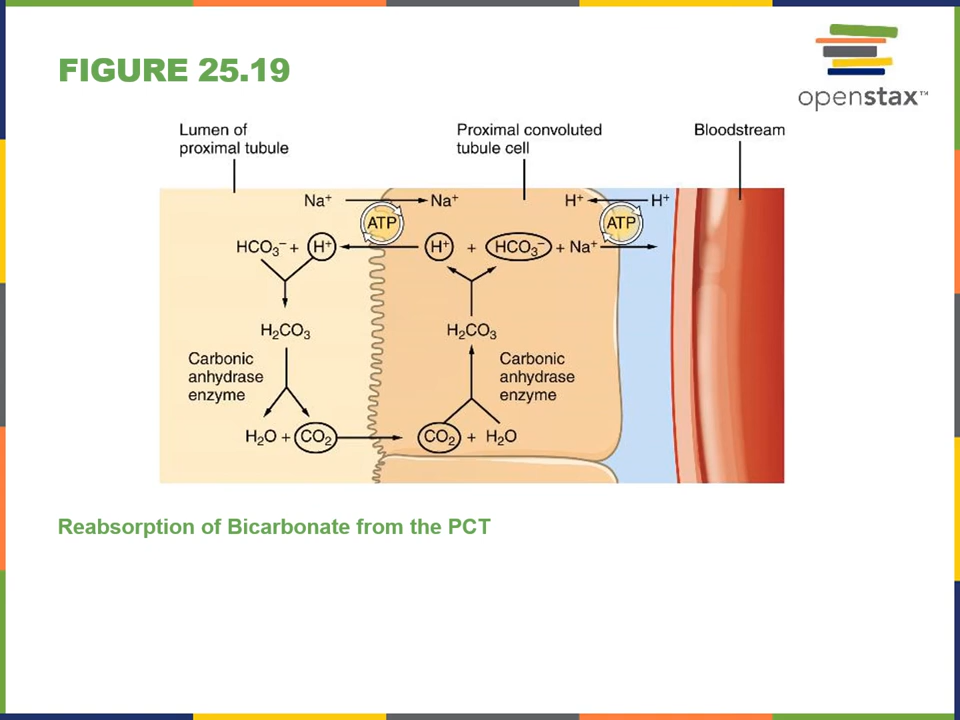 FIGURE 25.19
openstax™
Lumen of
proximal tubule
Proximal convoluted
tubule cell
Bloodstream
Na⁺ Na⁺ H⁺ H⁺
ATP ATP
HCO₃⁻ + H⁺ H⁺ + HCO₃⁻ + Na⁺
H₂CO₃ H₂CO₃
Carbonic
anhydrase
enzyme
Carbonic
anhydrase
enzyme
H₂O + CO₂ CO₂ + H₂O
Reabsorption of Bicarbonate from the PCT